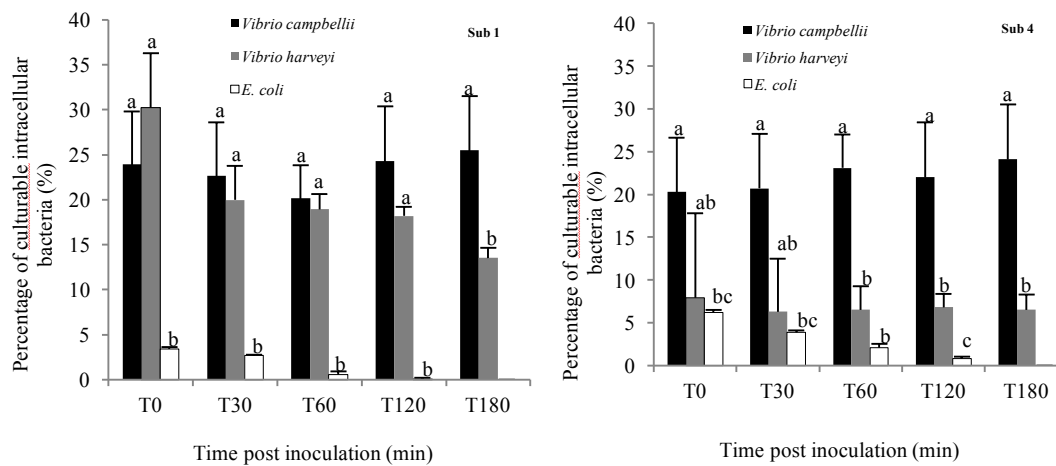 Sub 1
Vibrio campbellii
Vibrio harveyi
E. coli
Percentage of culturable intracellular
bacteria (%)
40
35
30
25
20
15
10
5
0
a a b
a a b
a a b
a a b
a b
T0 T30 T60 T120 T180
Time post inoculation (min)
Sub 4
Vibrio campbellii
Vibrio harveyi
E. coli
Percentage of culturable intracellular
bacteria (%)
40
35
30
25
20
15
10
5
0
a ab bc
a ab bc
a b b
a b c
a b
T0 T30 T60 T120 T180
Time post inoculation (min)